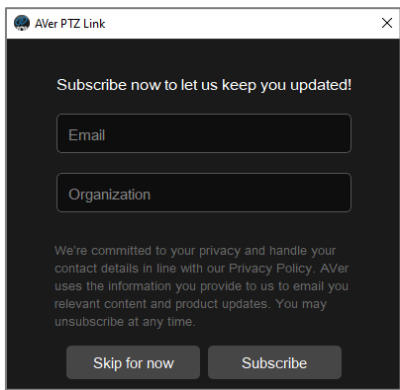 AVer PTZ Link
Subscribe now to let us keep you updated!
Email
Organization
We're committed to your privacy and handle your
contact details in line with our Privacy Policy. AVer
uses the information you provide to us to email you
relevant content and product updates. You may
unsubscribe at any time.
Skip for now
Subscribe